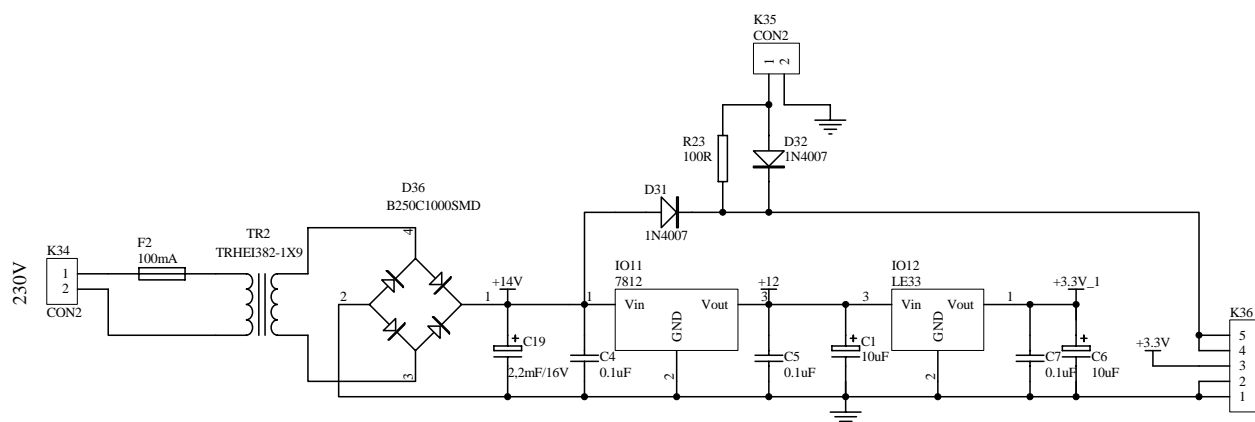 K35
CON2
1
2
R23
100R
D32
1N4007
D36
B250C1000SMD
D31
1N4007
230V
K34
1
2
CON2
F2
100mA
TR2
TRHEI382-1X9
4
2
1
3
+14V
+
C19
2,2mF/16V
C4
0.1uF
IO11
7812
1
Vin
Vout
GND
2
3
+12
C5
0.1uF
+
C1
10uF
IO12
LE33
3
Vin
Vout
GND
2
1
+3.3V_1
C7
0.1uF
+
C6
10uF
+3.3V
K36
5
4
3
2
1
CON5